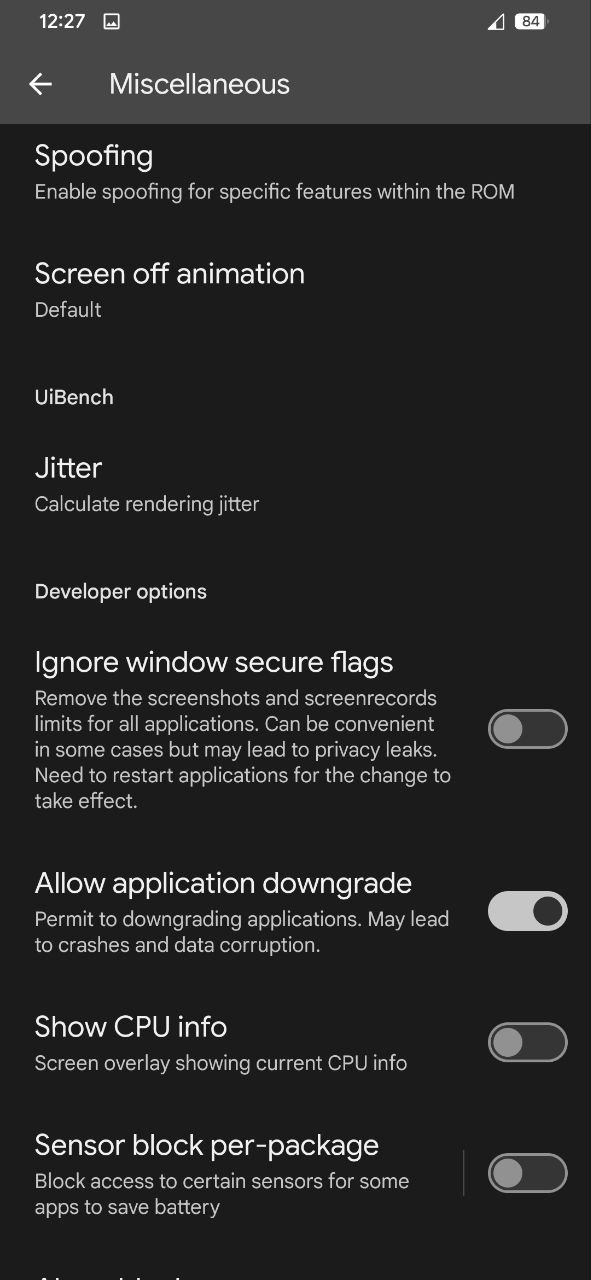 12:27
84
Miscellaneous
Spoofing
Enable spoofing for specific features within the ROM
Screen off animation
Default
UiBench
Jitter
Calculate rendering jitter
Developer options
Ignore window secure flags
Remove the screenshots and screenrecords
limits for all applications. Can be convenient
in some cases but may lead to privacy leaks.
Need to restart applications for the change to
take effect.
Allow application downgrade
Permit to downgrading applications. May lead
to crashes and data corruption.
Show CPU info
Screen overlay showing current CPU info
Sensor block per-package
Block access to certain sensors for some
apps to save battery